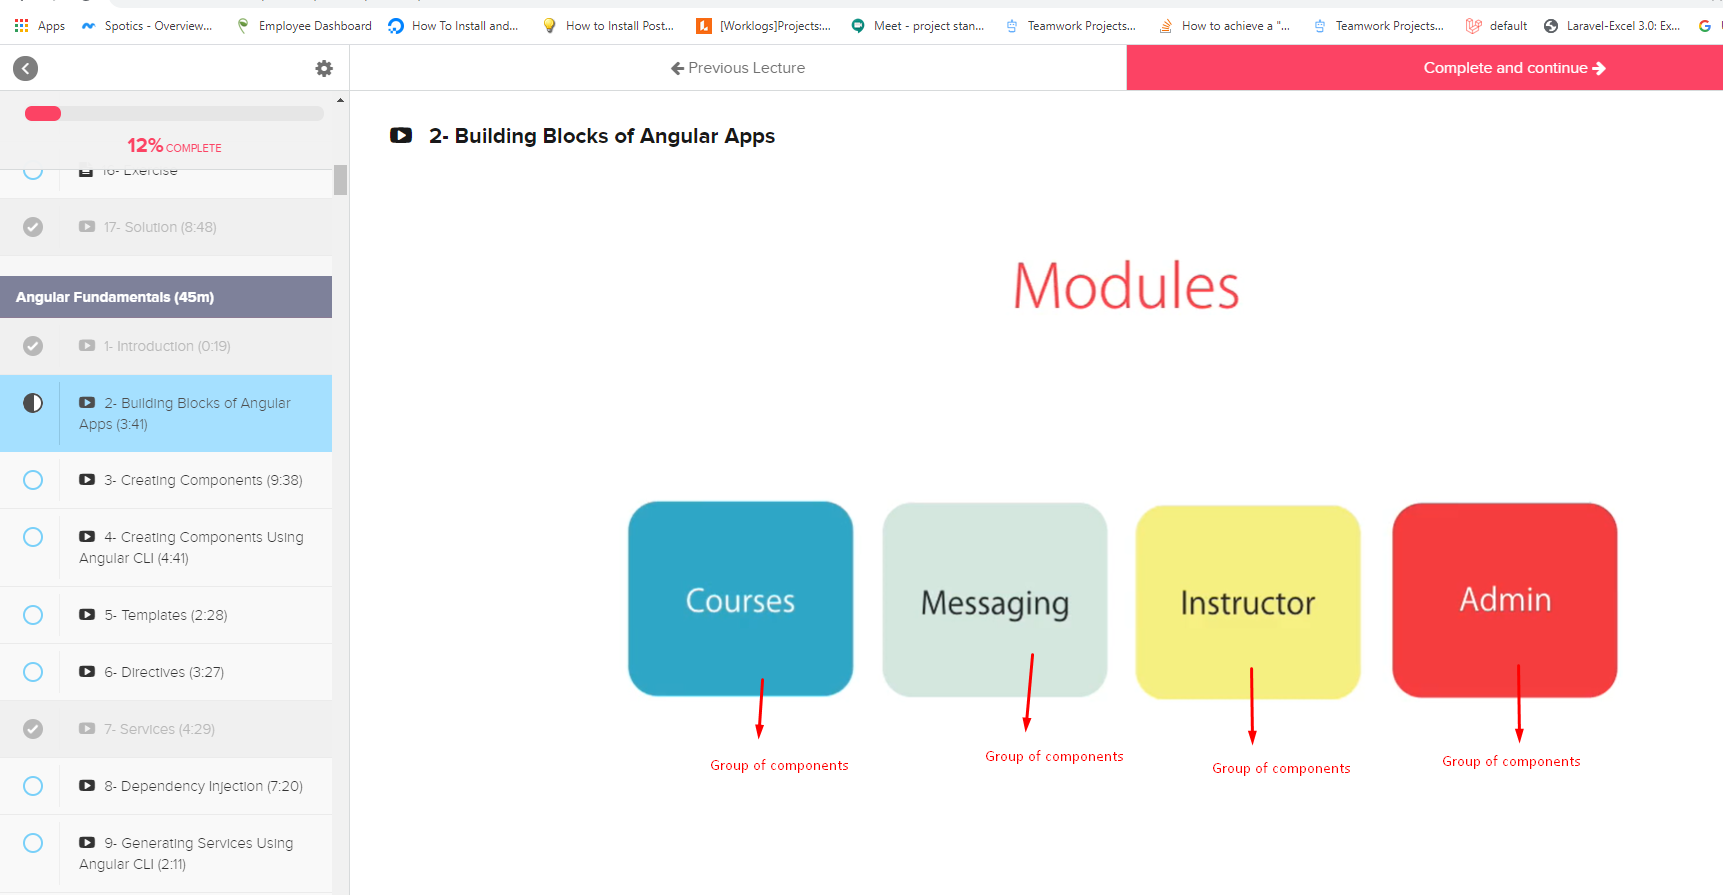 Apps
Spotics - Overview...
Employee Dashboard
How To Install and...
How to Install Post...
[Worklogs]Projects:...
Meet - project stan...
Teamwork Projects...
How to achieve a "...
Teamwork Projects...
default
Laravel-Excel 3.0: Ex...
Previous Lecture
Complete and continue
12% COMPLETE
16- Exercise
17- Solution (8:48)
Angular Fundamentals (45m)
1- Introduction (0:19)
2- Building Blocks of Angular
Apps (3:41)
3- Creating Components (9:38)
4- Creating Components Using
Angular CLI (4:41)
5- Templates (2:28)
6- Directives (3:27)
7- Services (4:29)
8- Dependency Injection (7:20)
9- Generating Services Using
Angular CLI (2:11)
2- Building Blocks of Angular Apps
Modules
Courses
Messaging
Instructor
Admin
Group of components
Group of components
Group of components
Group of components